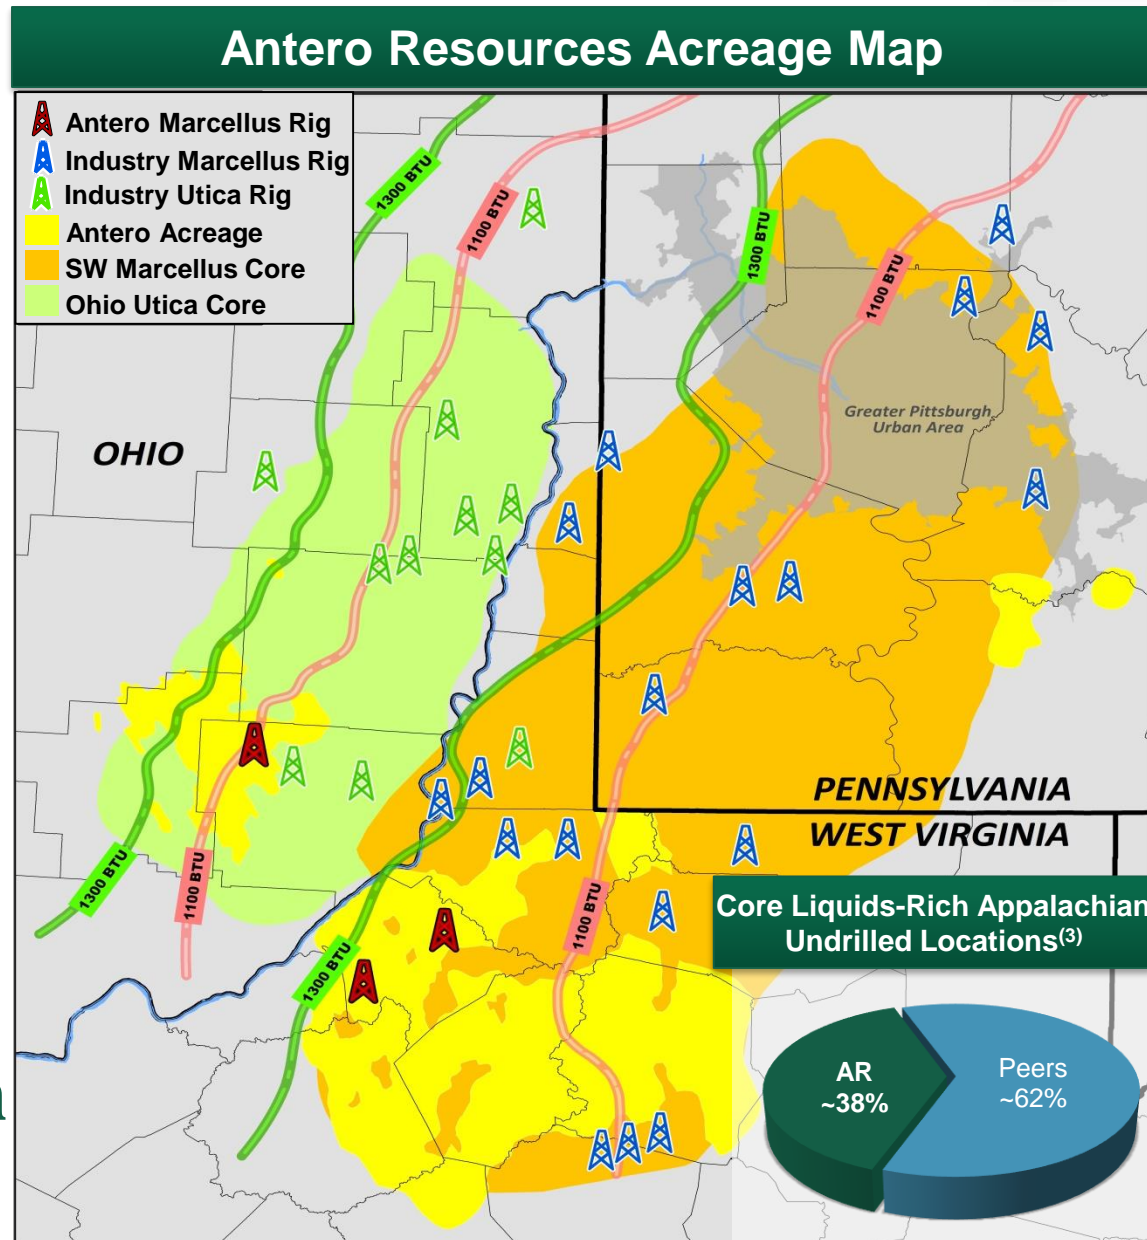 Antero Resources Acreage Map
Antero Marcellus Rig
Industry Marcellus Rig
Industry Utica Rig
Antero Acreage
SW Marcellus Core
Ohio Utica Core
1300 BTU
1100 BTU
1300 BTU
1100 BTU
Greater Pittsburgh
Urban Area
OHIO
PENNSYLVANIA
WEST VIRGINIA
1300 BTU
1100 BTU
1100 BTU
1300 BTU
Core Liquids-Rich Appalachian
Undrilled Locations(3)
AR
~38%
Peers
~62%